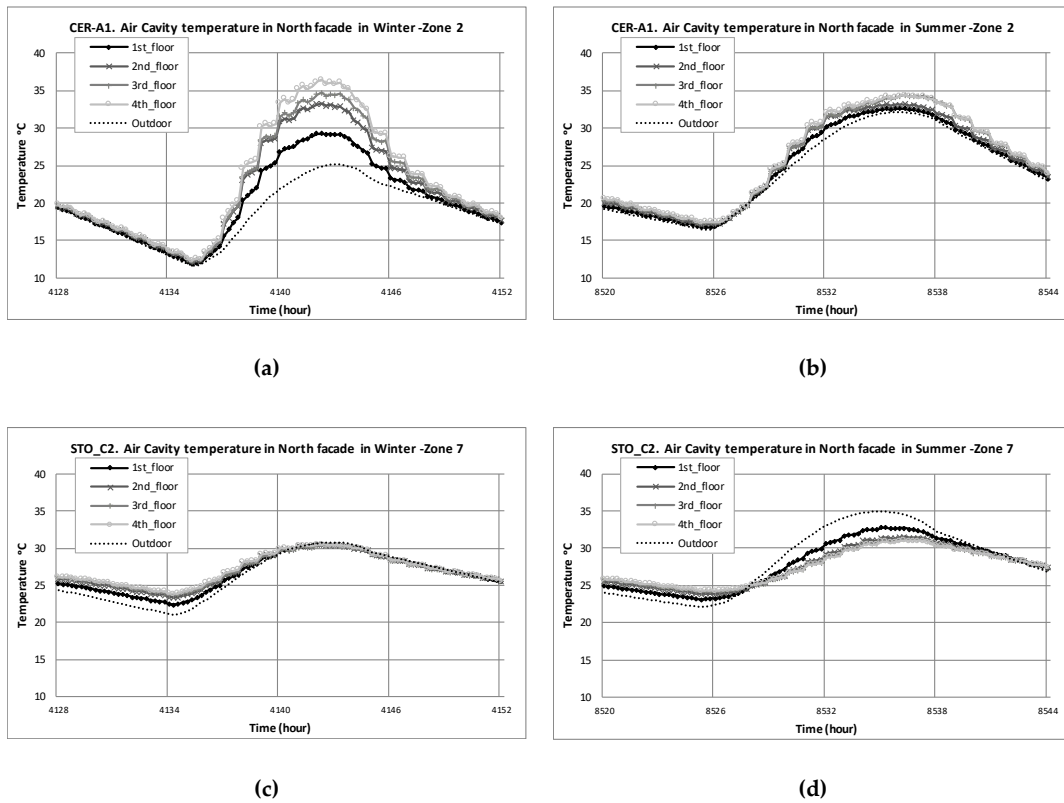 CER-A1. Air Cavity temperature in North facade in Winter -Zone 2
40
35
30
25
20
15
10
Temperature °C
1st_floor
2nd_floor
3rd_floor
4th_floor
Outdoor
4128 4134 4140 4146 4152
Time (hour)
(a)
CER-A1. Air Cavity temperature in North facade in Summer -Zone 2
40
35
30
25
20
15
10
Temperature °C
1st_floor
2nd_floor
3rd_floor
4th_floor
Outdoor
8520 8526 8532 8538 8544
Time (hour)
(b)
STO_C2. Air Cavity temperature in North facade in Winter -Zone 7
40
35
30
25
20
15
10
Temperature °C
1st_floor
2nd_floor
3rd_floor
4th_floor
Outdoor
4128 4134 4140 4146 4152
Time (hour)
(c)
STO_C2. Air Cavity temperature in North facade in Summer -Zone 7
40
35
30
25
20
15
10
Temperature °C
1st_floor
2nd_floor
3rd_floor
4th_floor
Outdoor
8520 8526 8532 8538 8544
Time (hour)
(d)